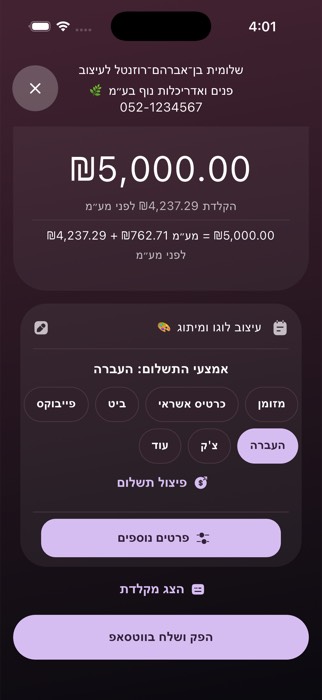 4:01
שלומית בן־אברהם־רוזנטל לעיצוב
פנים ואדריכלות נוף בע״מ 🌿
052-1234567
₪5,000.00
הקלדת ₪4,237.29 לפני מע״מ
₪5,000.00 = מע״מ ₪762.71 + ₪4,237.29
לפני מע״מ
עיצוב לוגו ומיתוג 🎨
אמצעי התשלום: העברה
מזומן
כרטיס אשראי
ביט
פייבוקס
העברה
צ'ק
עוד
פיצול תשלום
פרטים נוספים
הצג מקלדת
הפק ושלח בווטסאפ